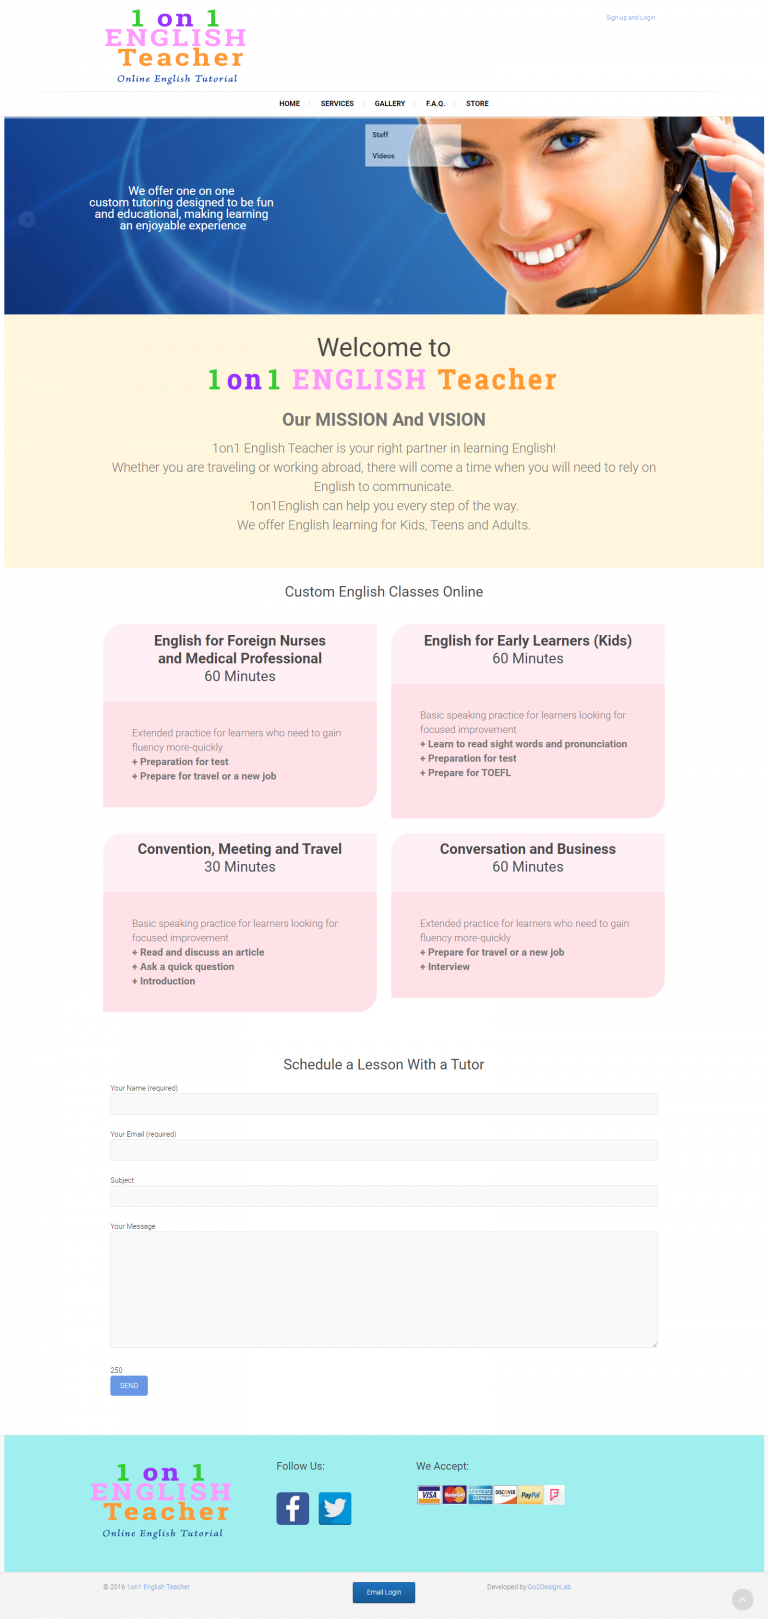 1 on 1
ENGLISH
Teacher
Online English Tutorial
Sign-up and Login
HOME
SERVICES
GALLERY
F.A.Q.
STORE
Staff
Videos
We offer one on one
custom tutoring designed to be fun
and educational, making learning
an enjoyable experience
Welcome to
1on1 ENGLISH Teacher
Our MISSION And VISION
1on1 English Teacher is your right partner in learning English!
Whether you are traveling or working abroad, there will come a time when you will need to rely on
English to communicate.
1on1English can help you every step of the way.
We offer English learning for Kids, Teens and Adults.
Custom English Classes Online
English for Foreign Nurses
and Medical Professional
60 Minutes
Extended practice for learners who need to gain
fluency more-quickly
+ Preparation for test
+ Prepare for travel or a new job
English for Early Learners (Kids)
60 Minutes
Basic speaking practice for learners looking for
focused improvement
+ Learn to read sight words and pronunciation
+ Preparation for test
+ Prepare for TOEFL
Convention, Meeting and Travel
30 Minutes
Basic speaking practice for learners looking for
focused improvement
+ Read and discuss an article
+ Ask a quick question
+ Introduction
Conversation and Business
60 Minutes
Extended practice for learners who need to gain
fluency more-quickly
+ Prepare for travel or a new job
+ Interview
Schedule a Lesson With a Tutor
Your Name (required)
Your Email (required)
Subject
Your Message
250
SEND
1 on 1
ENGLISH
Teacher
Online English Tutorial
Follow Us:
We Accept:
VISA
MasterCard
AMERICAN EXPRESS
DISCOVER
PayPal
© 2016 1on1 English Teacher
Email Login
Developed by:Go2DesignLab